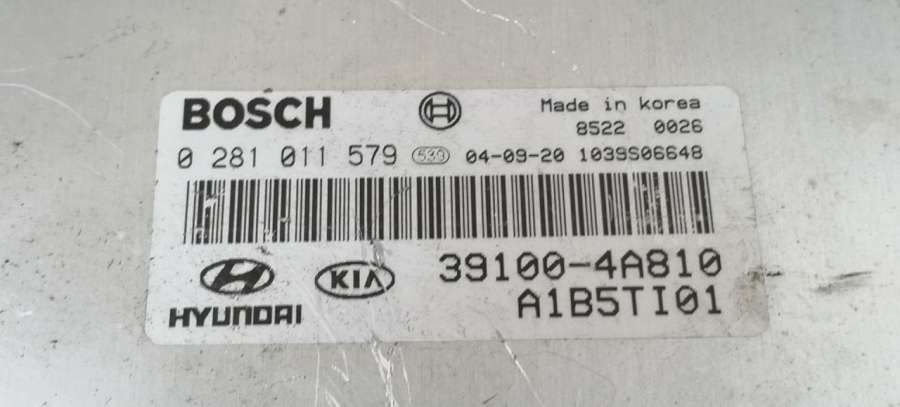 BOSCH Made in korea
8522 0026
0 281 011 579 533 04-09-20 1039S06648
HYUNDAI KIA 39100-4A810
A1B5TI01